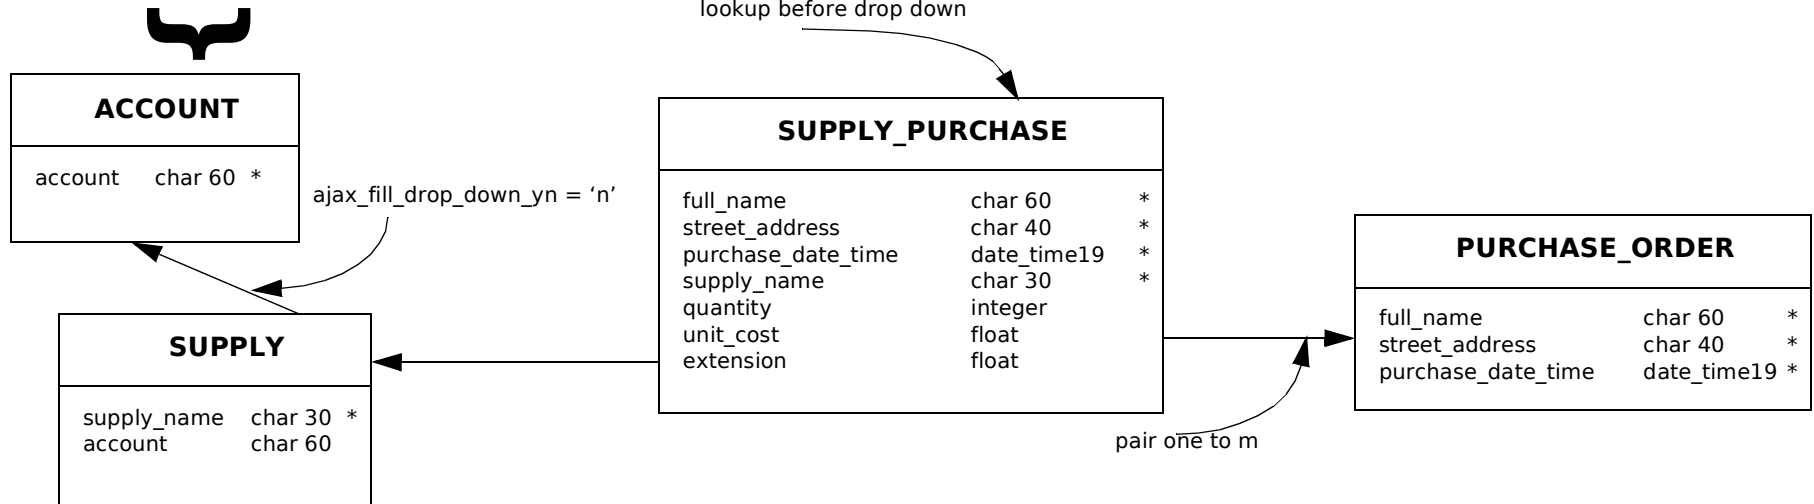 lookup before drop down
ACCOUNT
account char 60 *
ajax_fill_drop_down_yn = ‘n’
SUPPLY_PURCHASE
full_name char 60 *
street_address char 40 *
purchase_date_time date_time19 *
supply_name char 30 *
quantity integer
unit_cost float
extension float
PURCHASE_ORDER
full_name char 60 *
street_address char 40 *
purchase_date_time date_time19 *
SUPPLY
supply_name char 30 *
account char 60
pair one to m